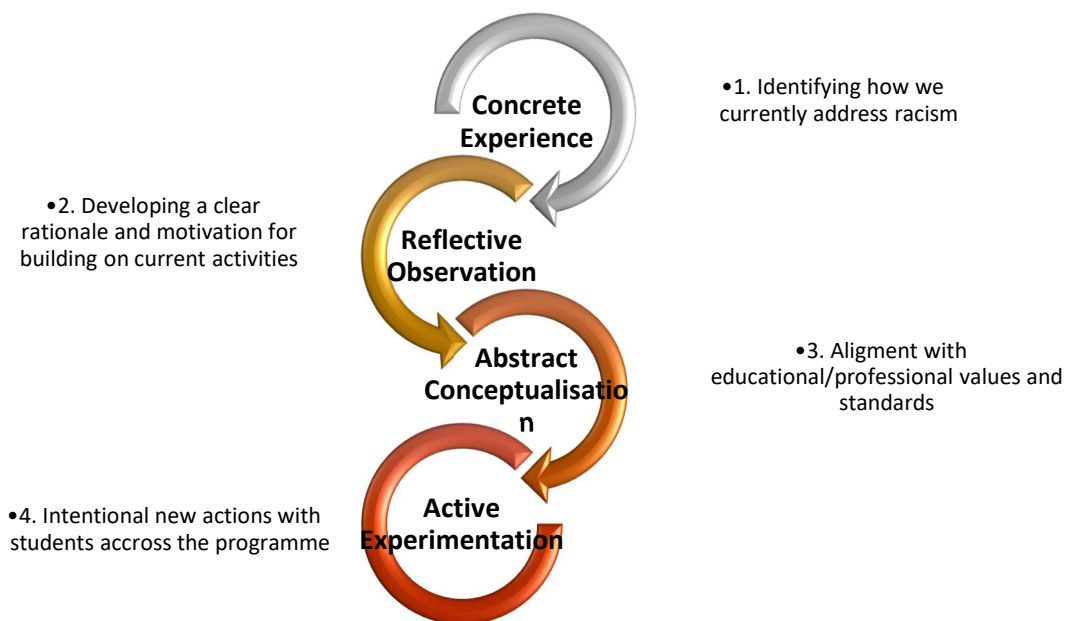 Concrete
Experience
•1. Identifying how we
currently address racism
•2. Developing a clear
rationale and motivation for
building on current activities
Reflective
Observation
Abstract
Conceptualisatio
n
•3. Aligment with
educational/professional values and
standards
•4. Intentional new actions with
students accross the programme
Active
Experimentation